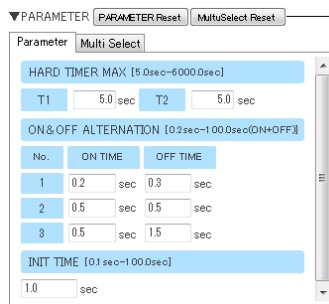 ▼PARAMETER PARAMETER Reset MultuSelect Reset
Parameter Multi Select
HARD TIMER MAX [5.0sec-6000.0sec]
T1 5.0 sec T2 5.0 sec
ON&OFF ALTERNATION [0.2sec-100.0sec(ON+OFF)]
No. ON TIME OFF TIME
1 0.2 sec 0.3 sec
2 0.5 sec 0.5 sec
3 0.5 sec 1.5 sec
INIT TIME [0.1sec-100.0sec]
1.0 sec